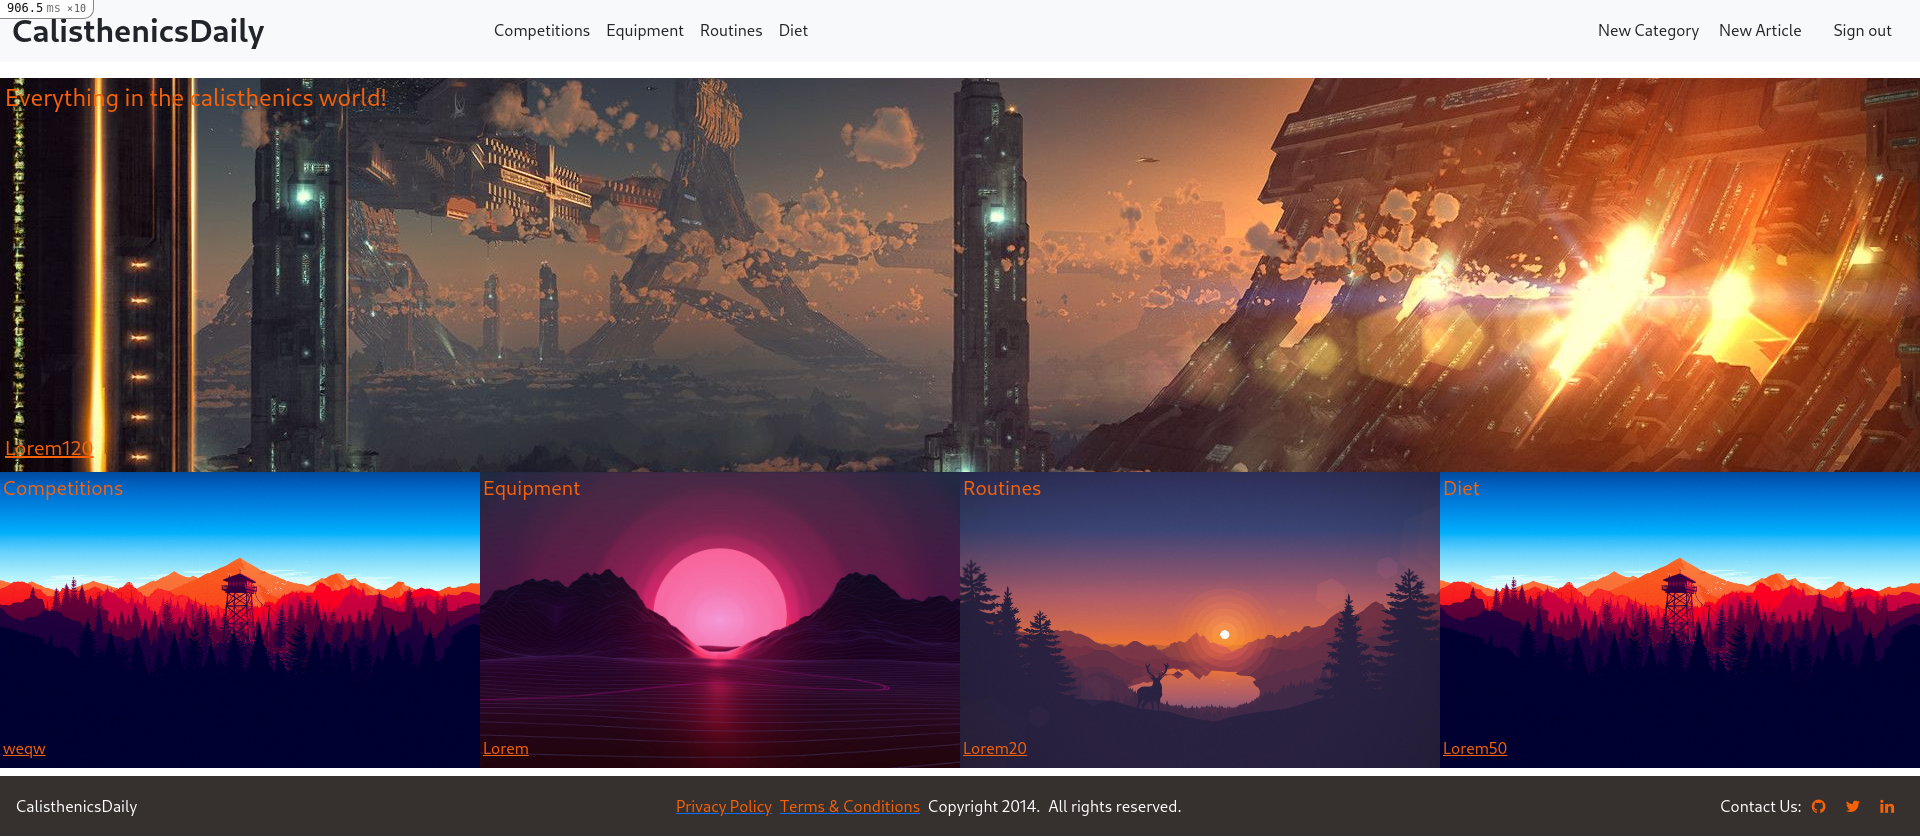 906.5 ms ×10
CalisthenicsDaily
Competitions Equipment Routines Diet
New Category New Article Sign out
Everything in the calisthenics world!
Lorem120
Competitions
Equipment
Routines
Diet
weqw
Lorem
Lorem20
Lorem50
CalisthenicsDaily
Privacy Policy Terms & Conditions Copyright 2014. All rights reserved.
Contact Us: